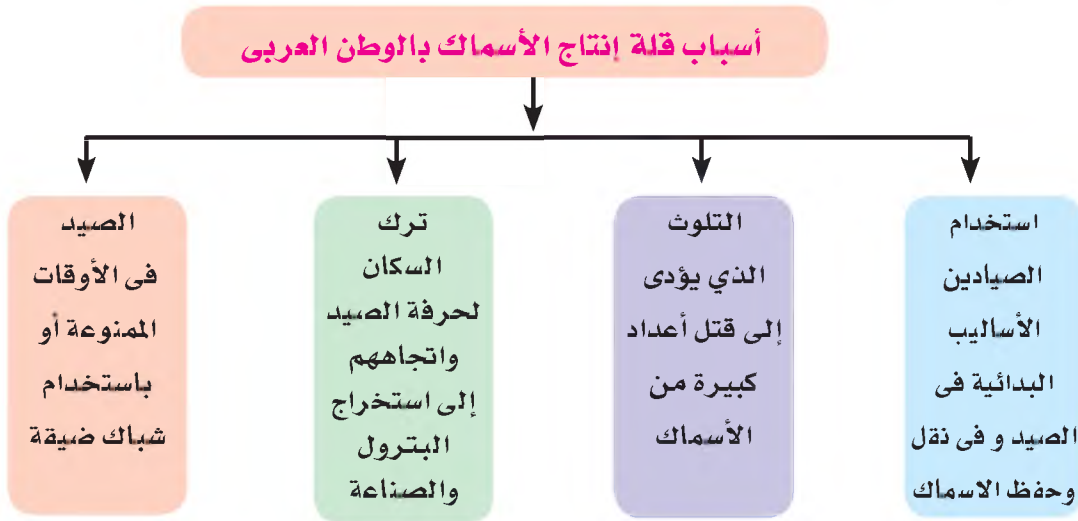 أسباب قلة إنتاج الأسماك بالوطن العربى
استخدام
الصيادين
الأساليب
البدائية فى
الصيد و فى نقل
وحفظ الاسماك
التلوث
الذي يؤدى
إلى قتل أعداد
كبيرة من
الأسماك
ترك
السكان
لحرفة الصيد
واتجاههم
إلى استخراج
البترول
والصناعة
الصيد
فى الأوقات
الممنوعة أو
باستخدام
شباك ضيقة